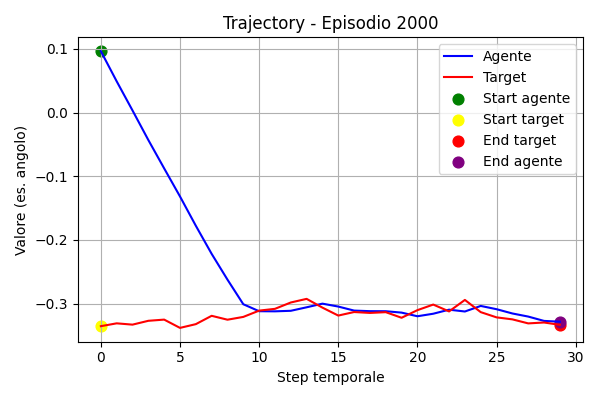 Trajectory - Episodio 2000
Agente
Target
Start agente
Start target
End target
End agente
Valore (es. angolo)
0.1
0.0
−0.1
−0.2
−0.3
0 5 10 15 20 25 30
Step temporale